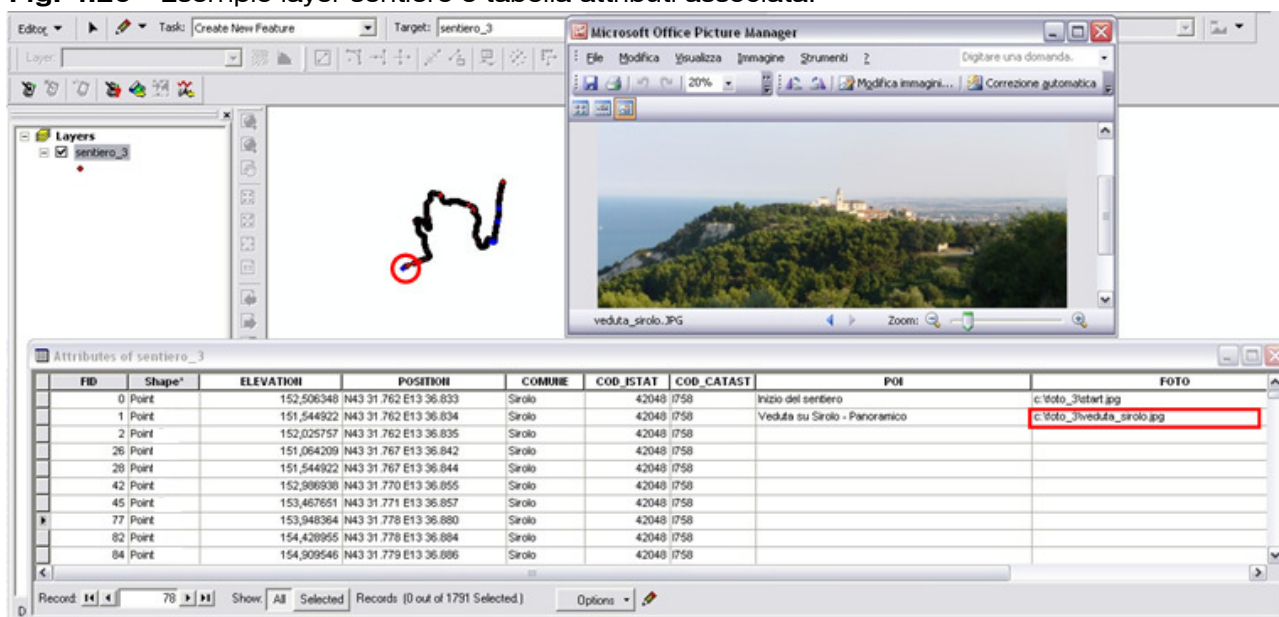 Fig. 4.20 - Esempio layer sentiero e tabella attributi associata.
Editor Task: Create New Feature Target: sentiero_3
Layer:
Microsoft Office Picture Manager
File Modifica Visualizza Immagine Strumenti ? Digitare una domanda.
20% Modifica immagini... Correzione automatica
Layers
sentiero_3
veduta_sirolo.JPG Zoom:
Attributes of sentiero_3
FID Shape* ELEVATION POSITION COMUNE COD_ISTAT COD_CATAST POI FOTO
0 Point 152,506348 N43 31.762 E13 36.833 Sirolo 42048 I758 Inizio del sentiero c:\foto_3\start.jpg
1 Point 151,544922 N43 31.762 E13 36.834 Sirolo 42048 I758 Veduta su Sirolo - Panoramico c:\foto_3\veduta_sirolo.jpg
2 Point 152,025757 N43 31.762 E13 36.835 Sirolo 42048 I758
26 Point 151,064209 N43 31.767 E13 36.842 Sirolo 42048 I758
28 Point 151,544922 N43 31.767 E13 36.844 Sirolo 42048 I758
42 Point 152,986938 N43 31.770 E13 36.855 Sirolo 42048 I758
45 Point 153,467651 N43 31.771 E13 36.857 Sirolo 42048 I758
77 Point 153,948364 N43 31.778 E13 36.880 Sirolo 42048 I758
82 Point 154,428955 N43 31.778 E13 36.884 Sirolo 42048 I758
84 Point 154,909546 N43 31.779 E13 36.886 Sirolo 42048 I758
Record: 78 Show: All Selected Records (0 out of 1791 Selected.) Options
D